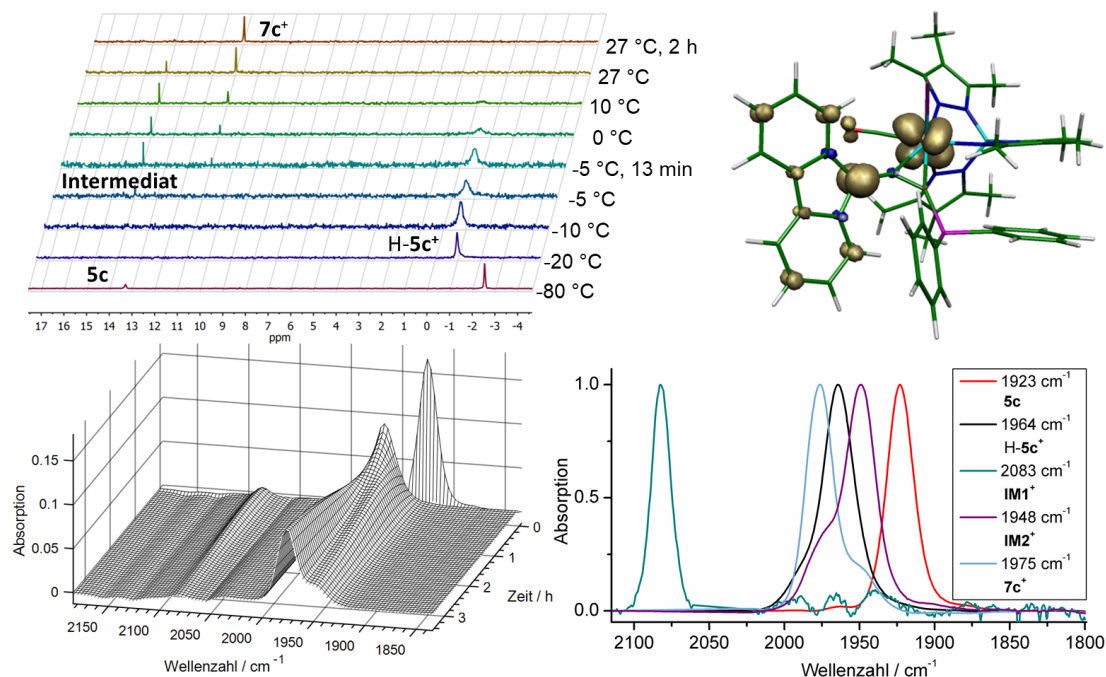 7c⁺
27 °C, 2 h
27 °C
10 °C
0 °C
-5 °C, 13 min
Intermediat
-5 °C
-10 °C
H-5c⁺
-20 °C
5c
-80 °C
17 16 15 14 13 12 11 10 9 8 7 6 5 4 3 2 1 0 -1 -2 -3 -4
ppm
Absorption
0.15
0.1
0.05
0
2150 2100 2050 2000 1950 1900 1850
Wellenzahl / cm⁻¹
0
1
2
3
Zeit / h
Absorption
1.0
0.5
0.0
2100 2050 2000 1950 1900 1850 1800
Wellenzahl / cm⁻¹
1923 cm⁻¹
5c
1964 cm⁻¹
H-5c⁺
2083 cm⁻¹
IM1⁺
1948 cm⁻¹
IM2⁺
1975 cm⁻¹
7c⁺